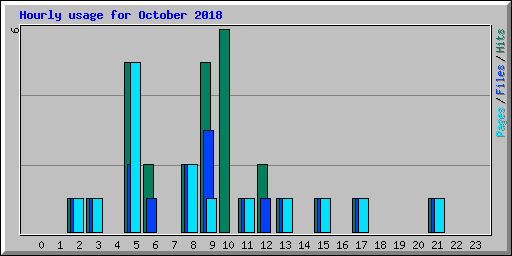 Hourly usage for October 2018
6
Pages/Files/Hits
0 1 2 3 4 5 6 7 8 9 10 11 12 13 14 15 16 17 18 19 20 21 22 23